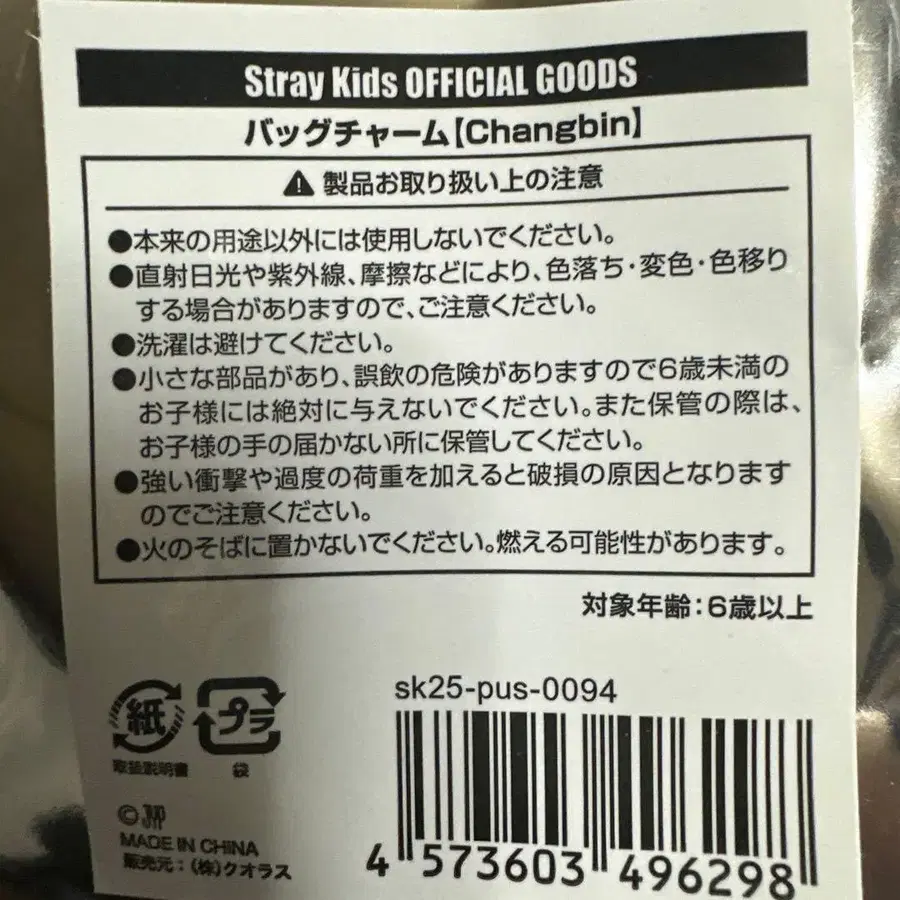 Stray Kids OFFICIAL GOODS
バッグチャーム【Changbin】
⚠製品お取り扱い上の注意
●本来の用途以外には使用しないでください。
●直射日光や紫外線、摩擦などにより、色落ち・変色・色移り
する場合がありますので、ご注意ください。
●洗濯は避けてください。
●小さな部品があり、誤飲の危険がありますので6歳未満の
お子様には絶対に与えないでください。また保管の際は、
お子様の手の届かない所に保管してください。
●強い衝撃や過度の荷重を加えると破損の原因となります
のでご注意ください。
●火のそばに置かないでください。燃える可能性があります。
対象年齢：6歳以上
紙
取扱説明書
プラ
袋
sk25-pus-0094
©JYP
MADE IN CHINA
販売元：(株)クオラス
4 573603 496298